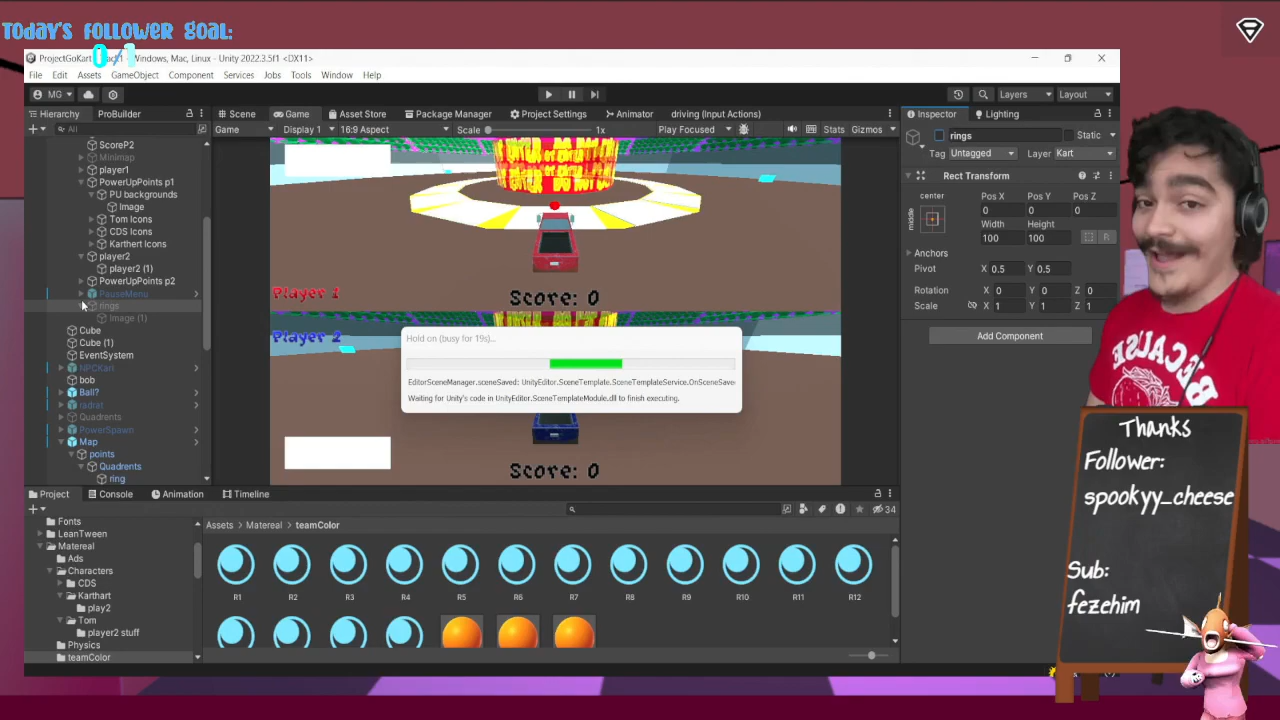 Today's follower goal:
0/1
ProjectGoKart
Windows, Mac, Linux - Unity 2022.3.5f1 <DX11>
File Edit Assets GameObject Component Services Jobs Tools Window Help
MG
Layers Layout
Hierarchy ProBuilder
Scene Game Asset Store Package Manager Project Settings Animator driving (Input Actions)
Inspector Lighting
All
Game Display 1 16:9 Aspect Scale 1x Play Focused Stats Gizmos
rings Static
Tag Untagged Layer Kart
Rect Transform
center
middle
Pos X Pos Y Pos Z
0 0 0
Width Height
100 100
R
Anchors
Pivot X 0.5 Y 0.5
Rotation X 0 Y 0 Z 0
Scale X 1 Y 1 Z 1
Add Component
ScoreP2
Minimap
player1
PowerUpPoints p1
PU backgrounds
Image
Tom Icons
CDS Icons
Karthert Icons
player2
player2 (1)
PowerUpPoints p2
PauseMenu
rings
Image (1)
Cube
Cube (1)
EventSystem
NPCKart
bob
Ball?
radrat
Quadrents
PowerSpawn
Map
points
Quadrents
ring
Player 1
Score: 0
Player 2
Score: 0
Hold on (busy for 19s)...
EditorSceneManager.sceneSaved: UnityEditor.SceneTemplate.SceneTemplateService.OnSceneSave
Waiting for Unity's code in UnityEditor.SceneTemplateModule.dll to finish executing.
Project Console Animation Timeline
34
Fonts
LeanTween
Matereal
Ads
Characters
CDS
Karthart
play2
Tom
player2 stuff
Physics
teamColor
Assets > Matereal > teamColor
R1 R2 R3 R4 R5 R6 R7 R8 R9 R10 R11 R12
Thanks
Follower:
spookyy_cheese
Sub:
fezehim